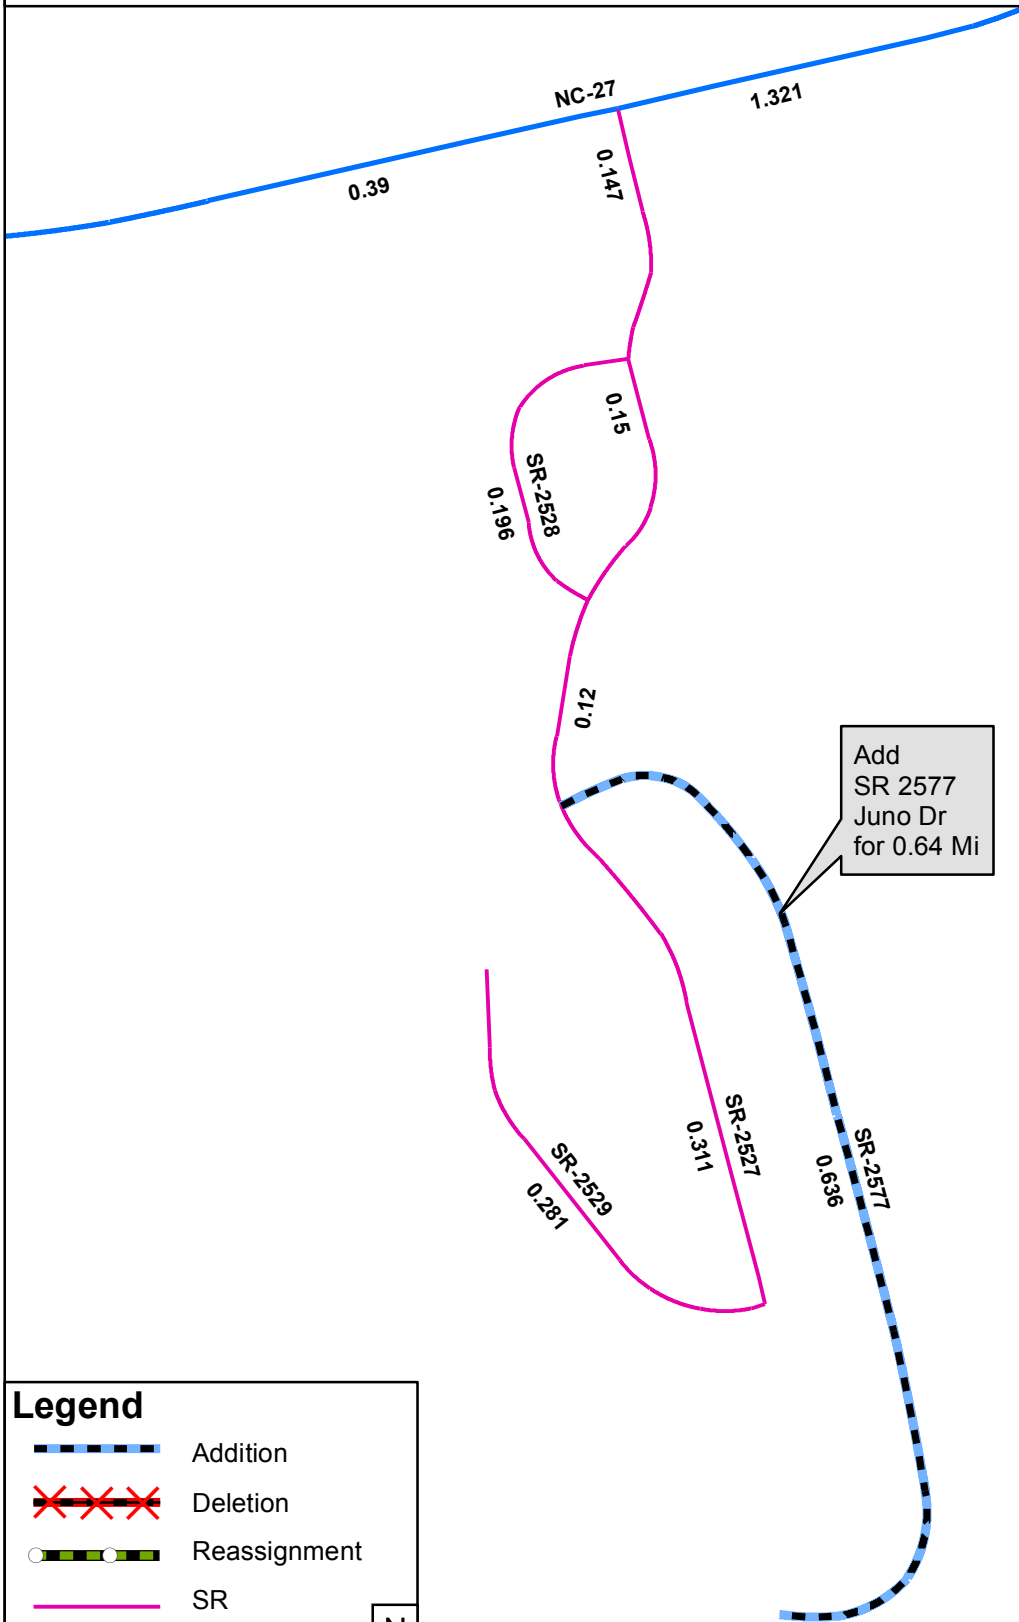 NC-27
1.321
0.39
0.147
0.15
SR-2528
0.196
0.12
Add
SR 2577
Juno Dr
for 0.64 Mi
SR-2527
0.311
SR-2577
0.636
SR-2529
0.281
Legend
Addition
Deletion
Reassignment
SR